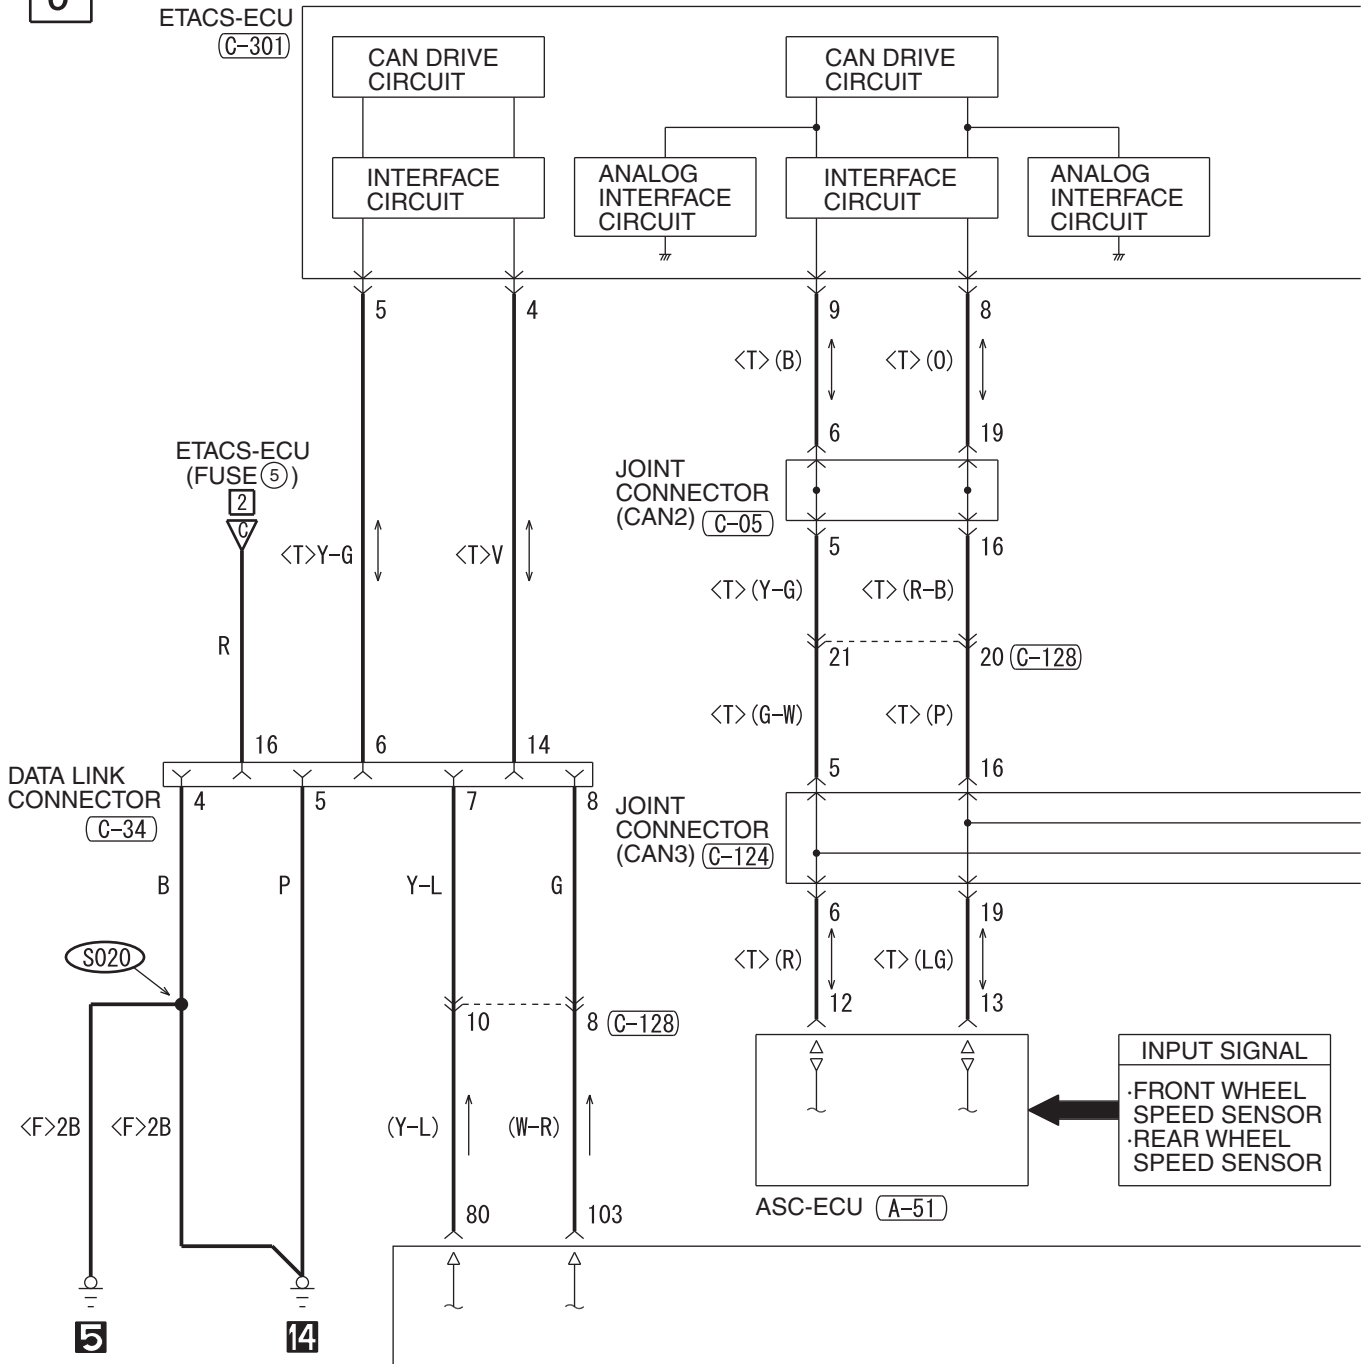 ETACS-ECU
C-301
CAN DRIVE
CIRCUIT
CAN DRIVE
CIRCUIT
INTERFACE
CIRCUIT
ANALOG
INTERFACE
CIRCUIT
INTERFACE
CIRCUIT
ANALOG
INTERFACE
CIRCUIT
5
4
9
8
<T>(B)
<T>(O)
6
19
ETACS-ECU
(FUSE 5)
2
C
JOINT
CONNECTOR
(CAN2) C-05
5
16
<T>Y-G
<T>V
<T>(Y-G)
<T>(R-B)
R
21
20 C-128
<T>(G-W)
<T>(P)
16
6
14
5
16
DATA LINK
CONNECTOR
C-34
4
5
7
8
JOINT
CONNECTOR
(CAN3) C-124
B
P
Y-L
G
6
19
S020
<T>(R)
<T>(LG)
12
13
10
8 C-128
INPUT SIGNAL
·FRONT WHEEL
SPEED SENSOR
·REAR WHEEL
SPEED SENSOR
<F>2B
<F>2B
(Y-L)
(W-R)
ASC-ECU A-51
80
103
5
14